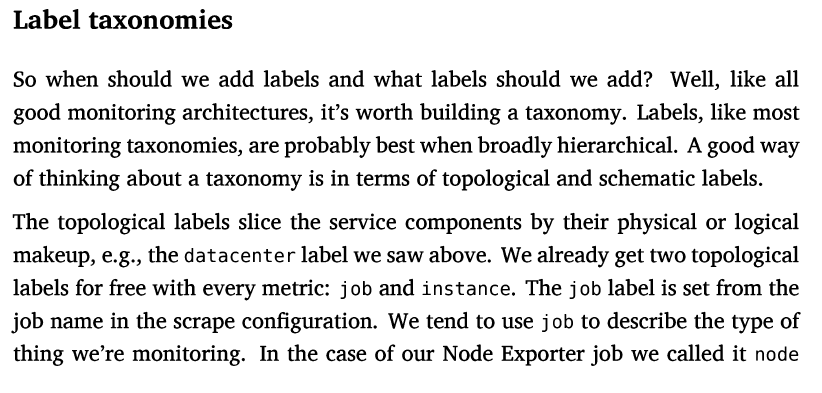 Label taxonomies
So when should we add labels and what labels should we add? Well, like all
good monitoring architectures, it’s worth building a taxonomy. Labels, like most
monitoring taxonomies, are probably best when broadly hierarchical. A good way
of thinking about a taxonomy is in terms of topological and schematic labels.
The topological labels slice the service components by their physical or logical
makeup, e.g., the datacenter label we saw above. We already get two topological
labels for free with every metric: job and instance. The job label is set from the
job name in the scrape configuration. We tend to use job to describe the type of
thing we’re monitoring. In the case of our Node Exporter job we called it node